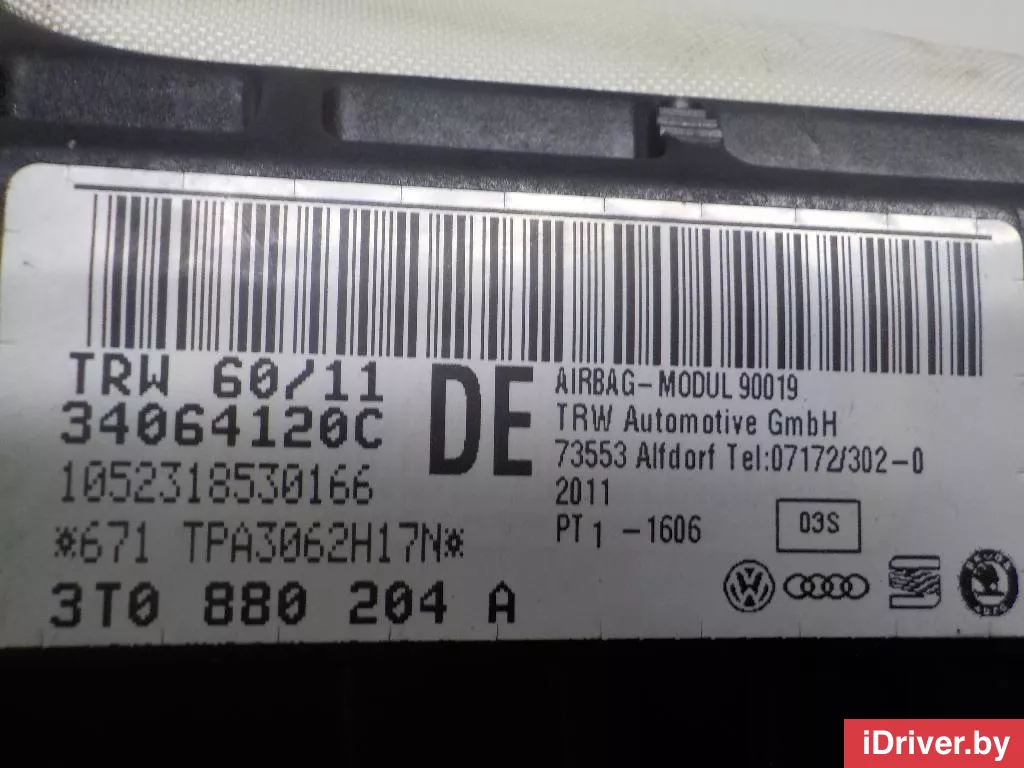 TRW 60/11
34064120C
1052318530166
*671 TPA3062H17N*
3T0 880 204 A
DE
AIRBAG-MODUL 90019
TRW Automotive GmbH
73553 Alfdorf Tel:07172/302-0
2011
PT 1 -1606
03S
iDriver.by